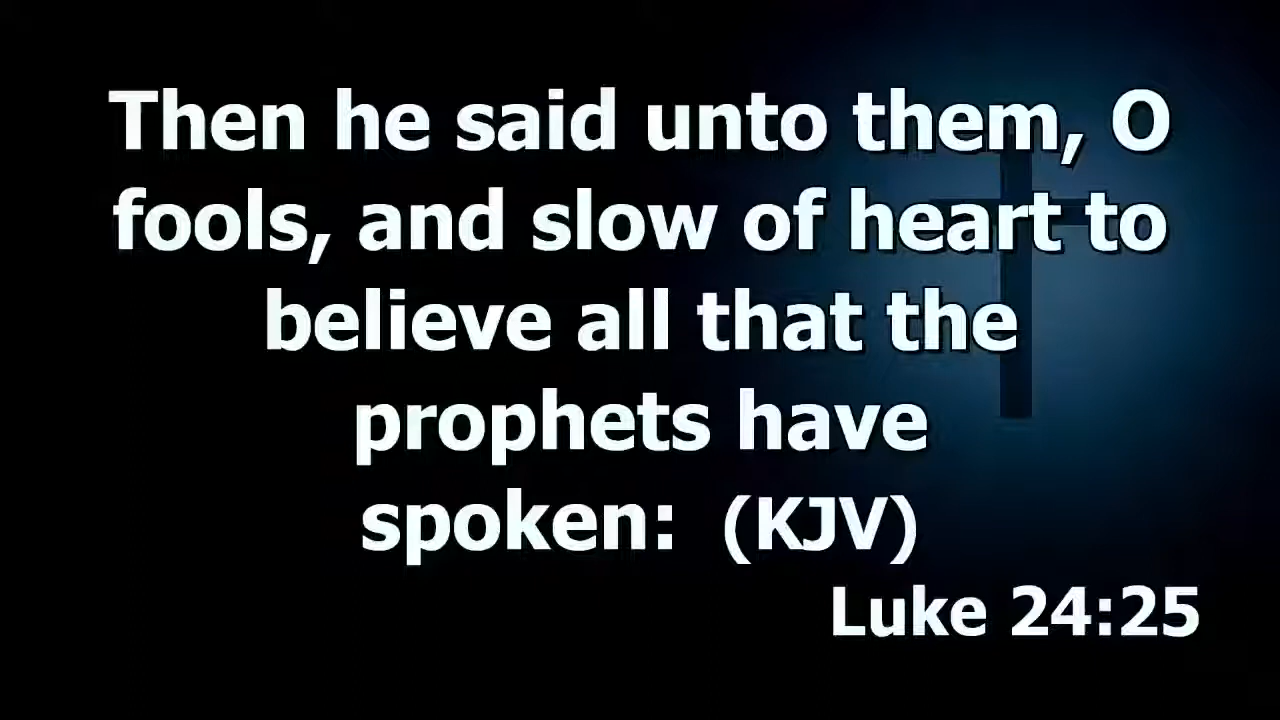 Then he said unto them, O
fools, and slow of heart to
believe all that the
prophets have
spoken: (KJV)
Luke 24:25